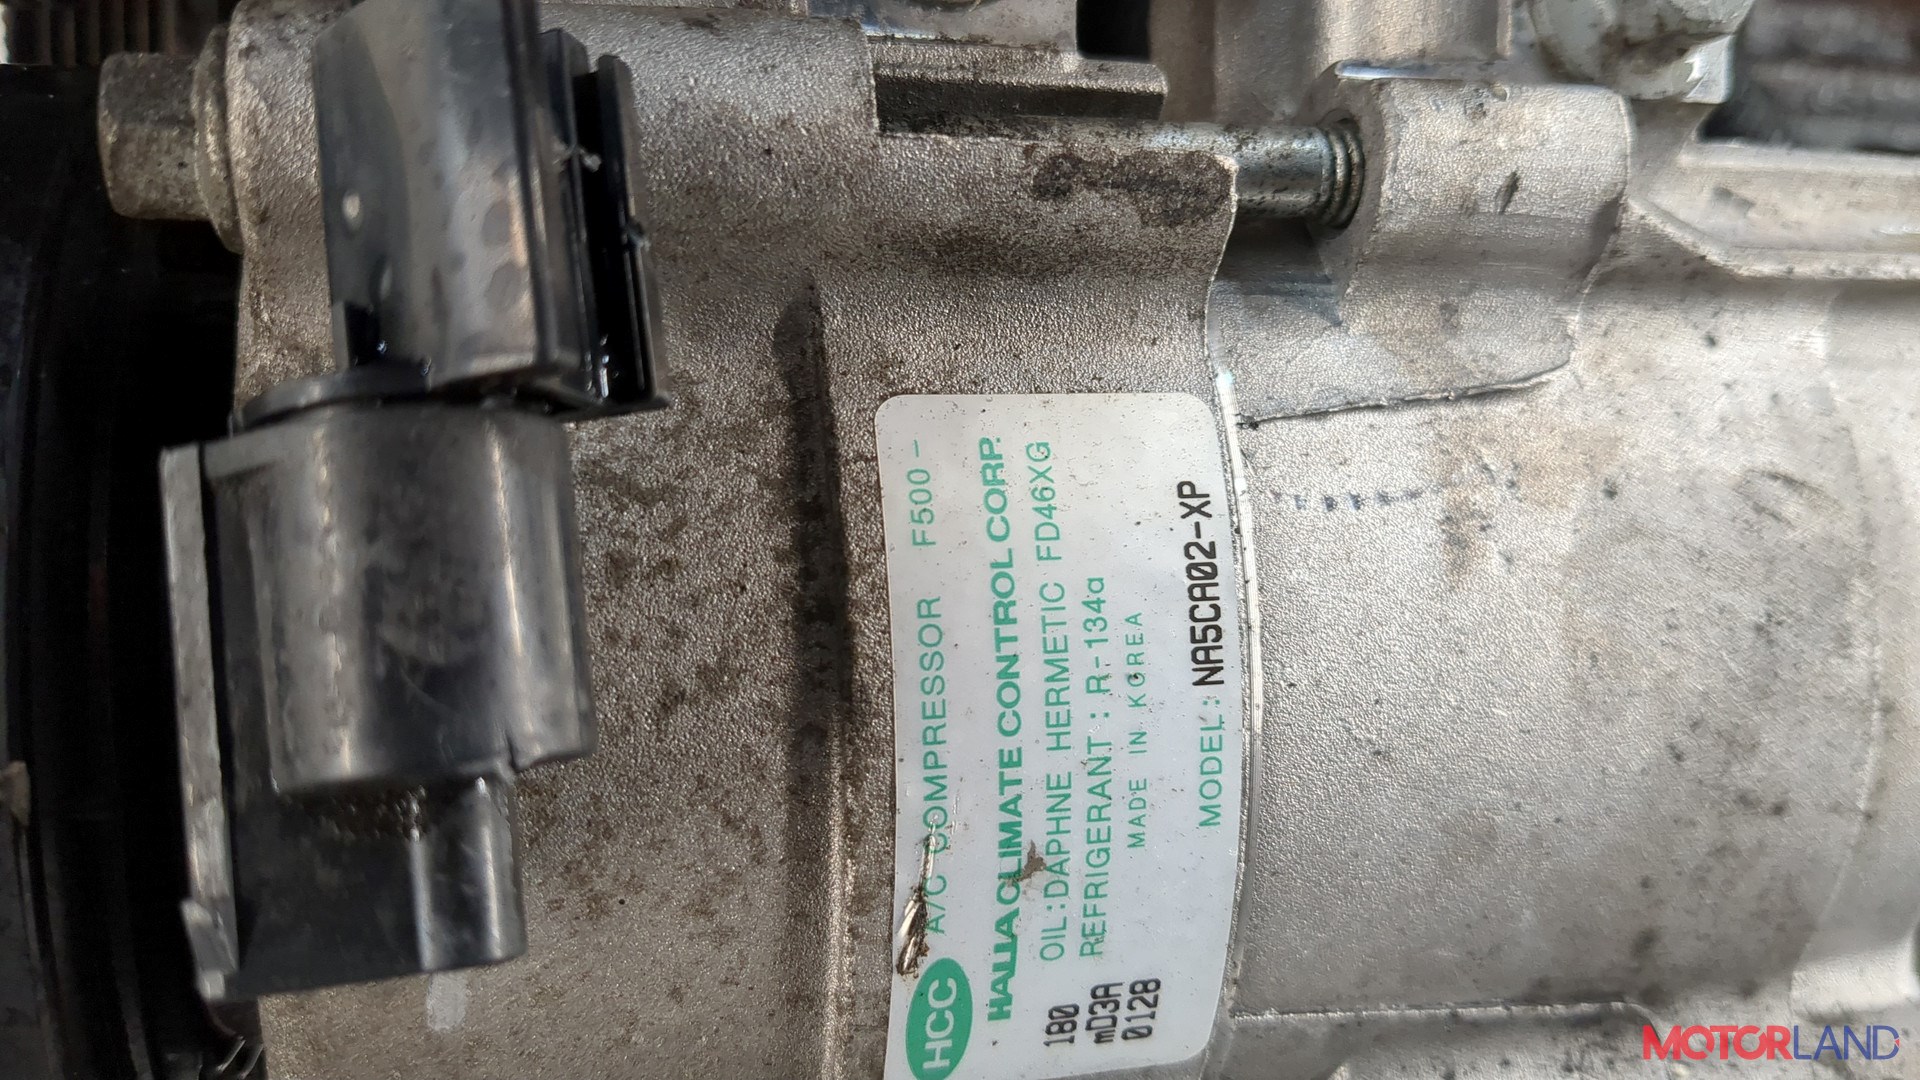 A/C COMPRESSOR F500-
HCC HALLA CLIMATE CONTROL CORP.
OIL:DAPHNE HERMETIC FD46XG
REFRIGERANT : R-134a
MADE IN KOREA
180
mD3A
0128
MODEL: NA5CA02-XP
MOTORLAND